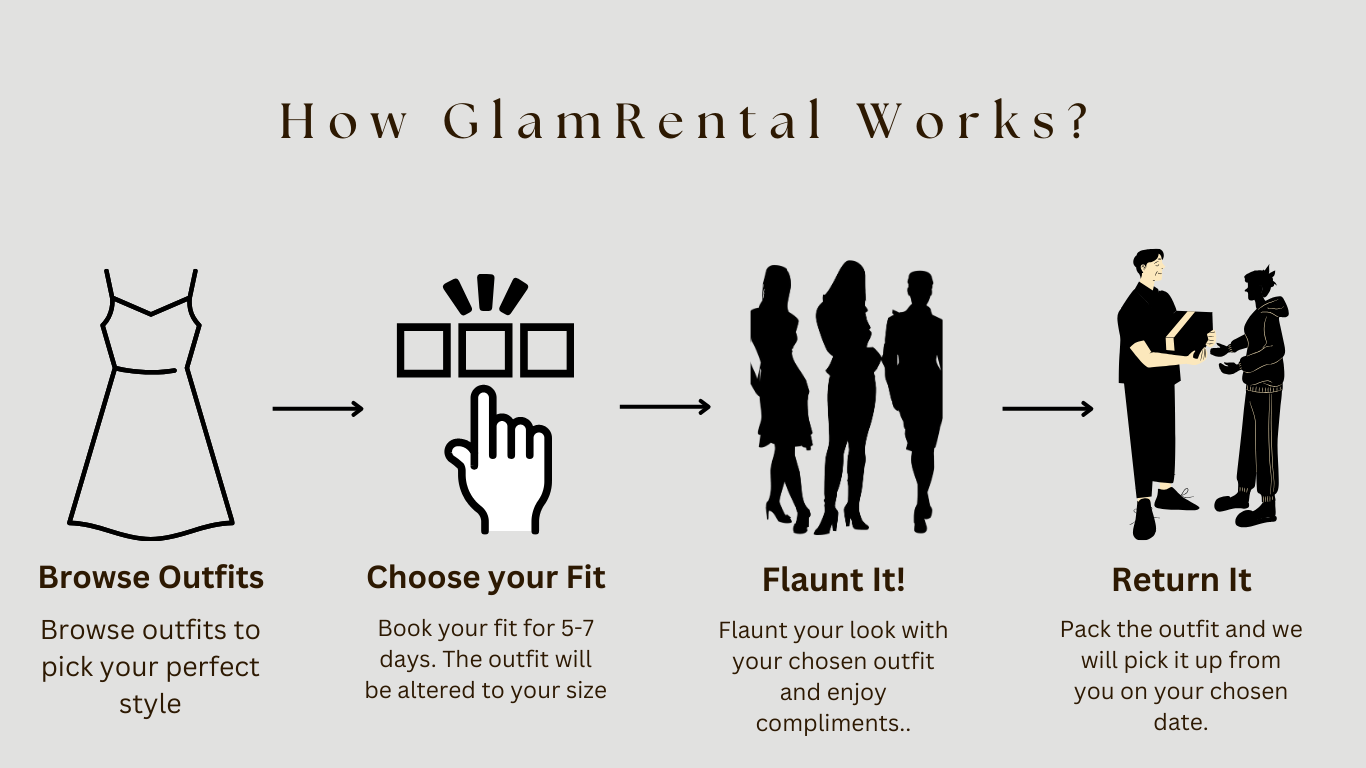 How GlamRental Works?
Browse Outfits
Browse outfits to
pick your perfect
style
Choose your Fit
Book your fit for 5-7
days. The outfit will
be altered to your size
Flaunt It!
Flaunt your look with
your chosen outfit
and enjoy
compliments..
Return It
Pack the outfit and we
will pick it up from
you on your chosen
date.